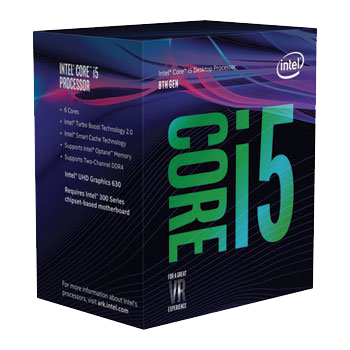 INTEL® CORE™ i5
PROCESSOR
• 6 Cores
• Intel® Turbo Boost Technology 2.0
• Intel® Smart Cache Technology
• Supports Intel® Optane™ Memory
• Supports Two-Channel DDR4
Intel® UHD Graphics 630
Requires Intel® 300 Series
chipset-based motherboard
For more information about Intel's
processors, visit ark.intel.com
Intel® Core™ i5 Desktop Processor
8TH GEN
intel®
CORE i5
FOR A GREAT
VR
EXPERIENCE